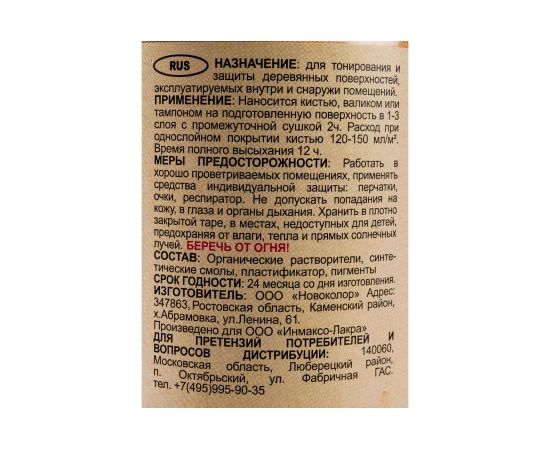 RUS НАЗНАЧЕНИЕ: для тонирования и
защиты деревянных поверхностей,
эксплуатируемых внутри и снаружи помещений.
ПРИМЕНЕНИЕ: Наносится кистью, валиком или
тампоном на подготовленную поверхность в 1-3
слоя с промежуточной сушкой 2ч. Расход при
однослойном покрытии кистью 120-150 мл/м².
Время полного высыхания 12 ч.
МЕРЫ ПРЕДОСТОРОЖНОСТИ: Работать в
хорошо проветриваемых помещениях, применять
средства индивидуальной защиты: перчатки,
очки, респиратор. Не допускать попадания на
кожу, в глаза и органы дыхания. Хранить в плотно
закрытой таре, в местах, недоступных для детей,
предохраняя от влаги, тепла и прямых солнечных
лучей. БЕРЕЧЬ ОТ ОГНЯ!
СОСТАВ: Органические растворители, синте-
тические смолы, пластификатор, пигменты
СРОК ГОДНОСТИ: 24 месяца со дня изготовления.
ИЗГОТОВИТЕЛЬ: ООО «Новоколор» Адрес:
347863, Ростовская область, Каменский район,
х.Абрамовка, ул.Ленина, 61.
Произведено для ООО «Инмаксо-Лакра»
ДЛЯ ПРЕТЕНЗИЙ ПОТРЕБИТЕЛЕЙ И
ВОПРОСОВ ДИСТРИБУЦИИ: 140060,
Московская область, Люберецкий район,
п. Октябрьский, ул. Фабричная ГАС.
тел. +7(495)995-90-35